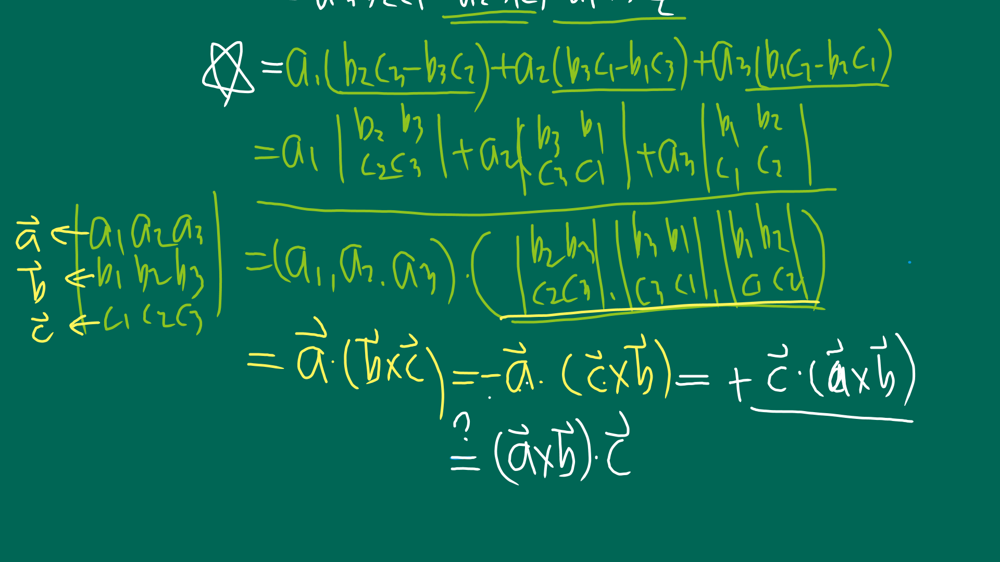 = a₁(b₂c₃-b₃c₂)+a₂(b₃c₁-b₁c₃)+a₃(b₁c₂-b₂c₁)
= a₁ | b₂ b₃ | + a₂ | b₃ b₁ | + a₃ | b₁ b₂ |
c₂ c₃ c₃ c₁ c₁ c₂
a⃗ ← | a₁ a₂ a₃ |
b⃗ ← | b₁ b₂ b₃ |
c⃗ ← | c₁ c₂ c₃ |
= (a₁, a₂, a₃) · ( | b₂ b₃ | , | b₃ b₁ | , | b₁ b₂ | )
c₂ c₃ c₃ c₁ c₁ c₂
= a⃗ · (b⃗ × c⃗) = - a⃗ · (c⃗ × b⃗) = + c⃗ · (a⃗ × b⃗)
?
= (a⃗ × b⃗) · c⃗